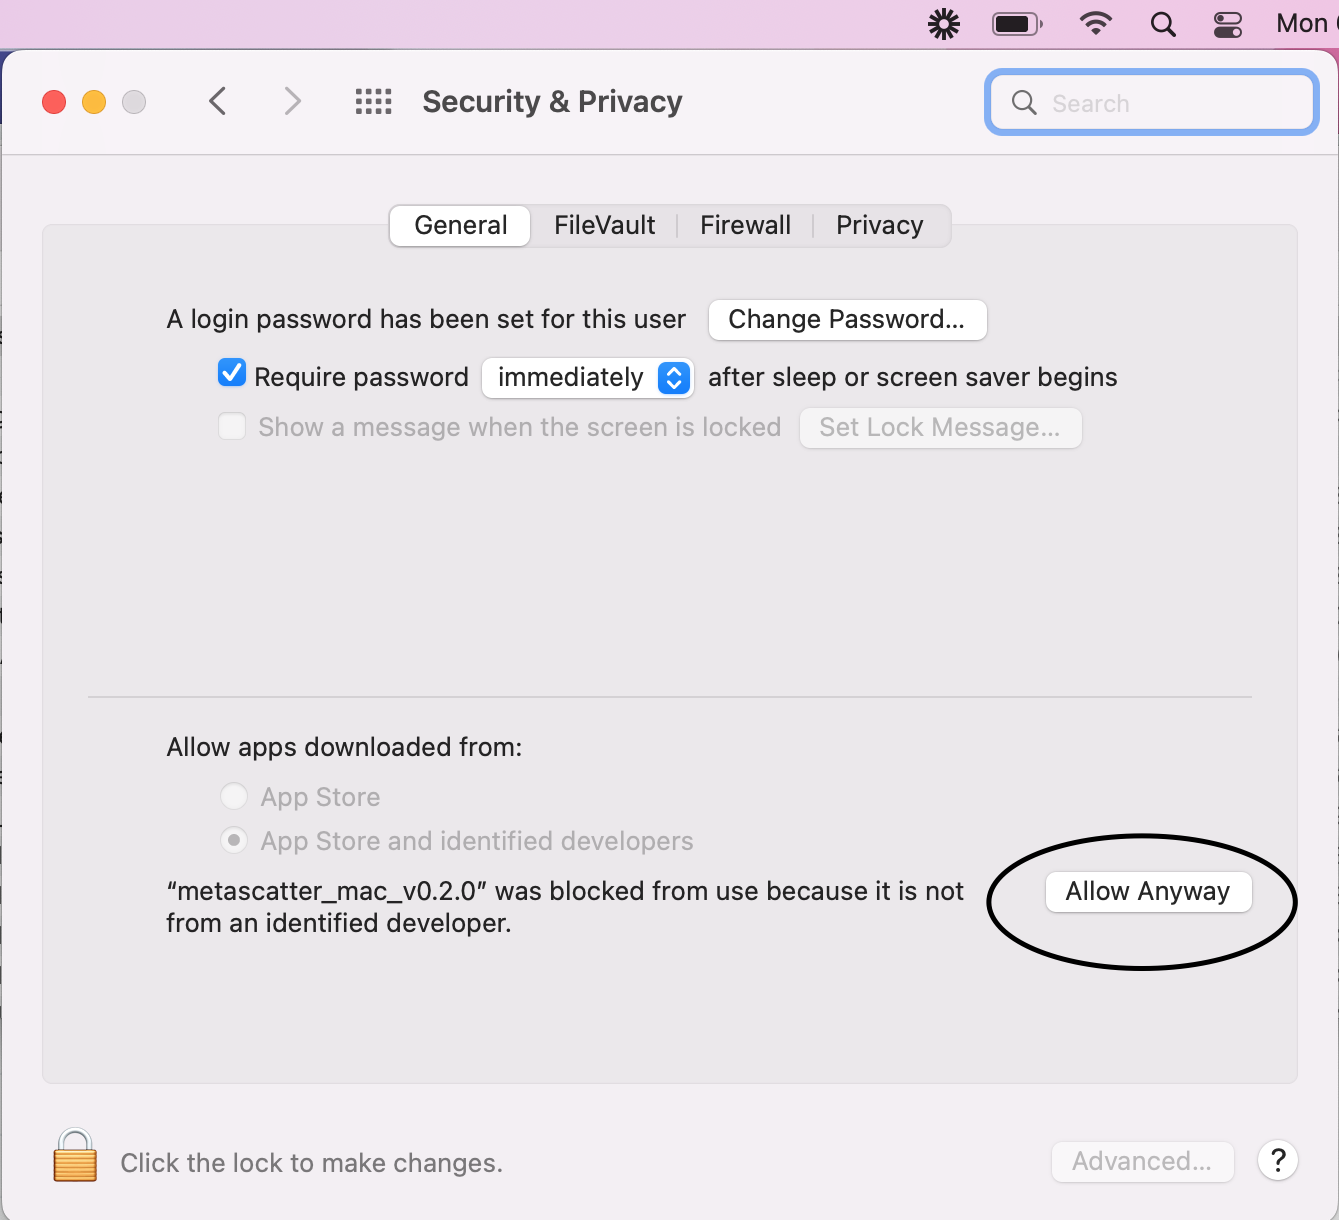 Mon
Security & Privacy
Search
General FileVault Firewall Privacy
A login password has been set for this user Change Password...
Require password immediately after sleep or screen saver begins
Show a message when the screen is locked Set Lock Message...
Allow apps downloaded from:
App Store
App Store and identified developers
“metascatter_mac_v0.2.0” was blocked from use because it is not
from an identified developer.
Allow Anyway
Click the lock to make changes.
Advanced...
?